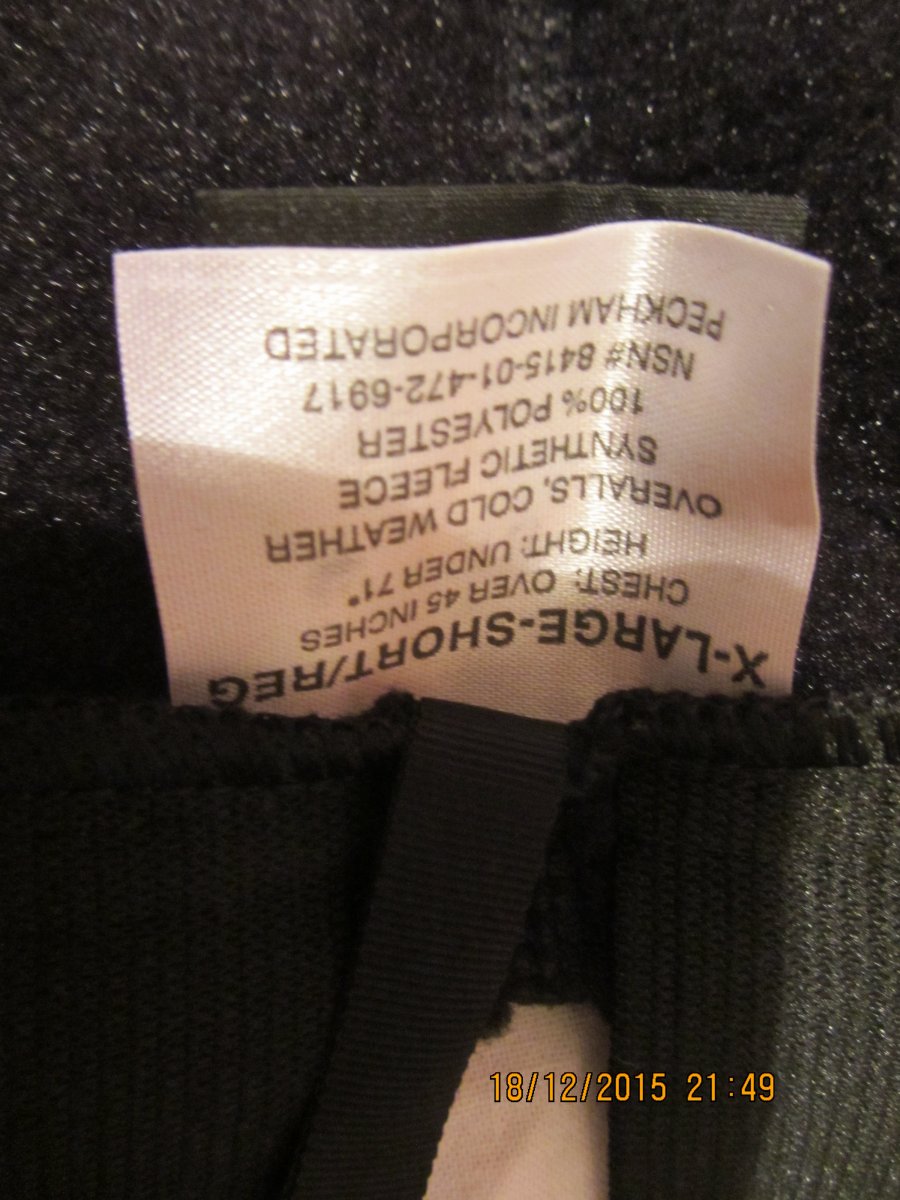 X-LARGE-SHORT/REG
CHEST: OVER 45 INCHES
HEIGHT: UNDER 71"
OVERALLS, COLD WEATHER
SYNTHETIC FLEECE
100% POLYESTER
NSN# 8415-01-472-6917
PECKHAM INCORPORATED
18/12/2015 21:49